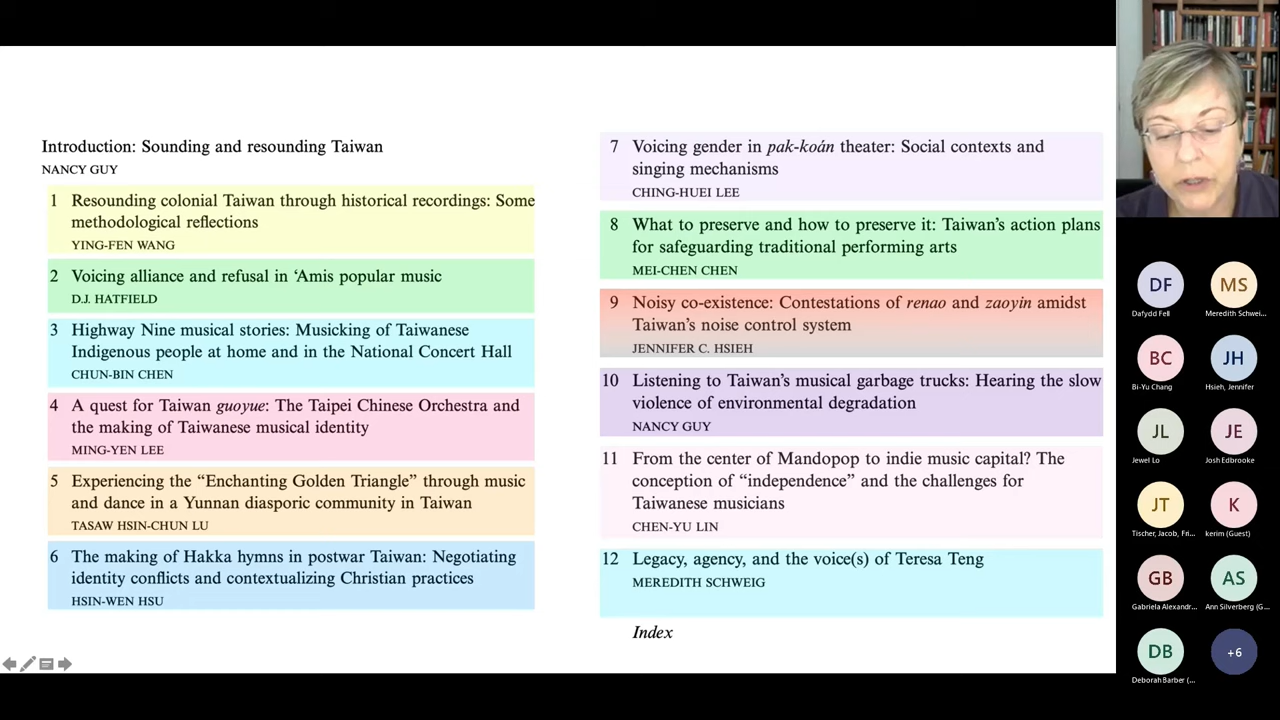 Introduction: Sounding and resounding Taiwan
NANCY GUY
1 Resounding colonial Taiwan through historical recordings: Some
methodological reflections
YING-FEN WANG
2 Voicing alliance and refusal in ‘Amis popular music
D.J. HATFIELD
3 Highway Nine musical stories: Musicking of Taiwanese
Indigenous people at home and in the National Concert Hall
CHUN-BIN CHEN
4 A quest for Taiwan guoyue: The Taipei Chinese Orchestra and
the making of Taiwanese musical identity
MING-YEN LEE
5 Experiencing the “Enchanting Golden Triangle” through music
and dance in a Yunnan diasporic community in Taiwan
TASAW HSIN-CHUN LU
6 The making of Hakka hymns in postwar Taiwan: Negotiating
identity conflicts and contextualizing Christian practices
HSIN-WEN HSU
7 Voicing gender in pak-koán theater: Social contexts and
singing mechanisms
CHING-HUEI LEE
8 What to preserve and how to preserve it: Taiwan’s action plans
for safeguarding traditional performing arts
MEI-CHEN CHEN
9 Noisy co-existence: Contestations of renao and zaoyin amidst
Taiwan’s noise control system
JENNIFER C. HSIEH
10 Listening to Taiwan’s musical garbage trucks: Hearing the slow
violence of environmental degradation
NANCY GUY
11 From the center of Mandopop to indie music capital? The
conception of “independence” and the challenges for
Taiwanese musicians
CHEN-YU LIN
12 Legacy, agency, and the voice(s) of Teresa Teng
MEREDITH SCHWEIG
Index
DF MS
Dafydd Fell Meredith Schwei...
BC JH
Bi-Yu Chang Hsieh, Jennifer
JL JE
Jewel Lo Josh Edbrooke
JT K
Tischer, Jacob, Fri... kerim (Guest)
GB AS
Gabriela Alexandr... Ann Silverberg (G...
DB +6
Deborah Barber (...